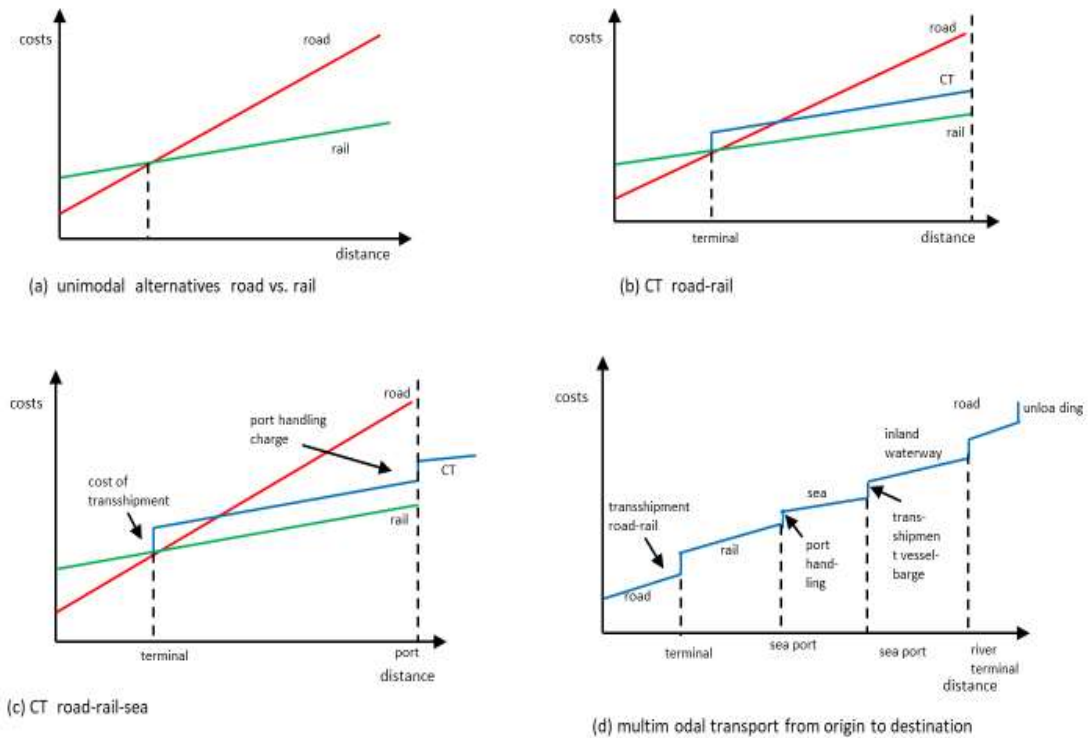 costs
road
rail
distance
(a) unimodal alternatives road vs. rail
costs
road
CT
rail
terminal
distance
(b) CT road-rail
costs
road
port handling
charge
CT
cost of
transshipment
rail
terminal
port
distance
(c) CT road-rail-sea
costs
road
unloa ding
inland
waterway
sea
transshipment
road-rail
rail
port
hand-
ling
trans-
shipmen
t vessel-
barge
road
terminal
sea port
sea port
river
terminal
distance
(d) multim odal transport from origin to destination